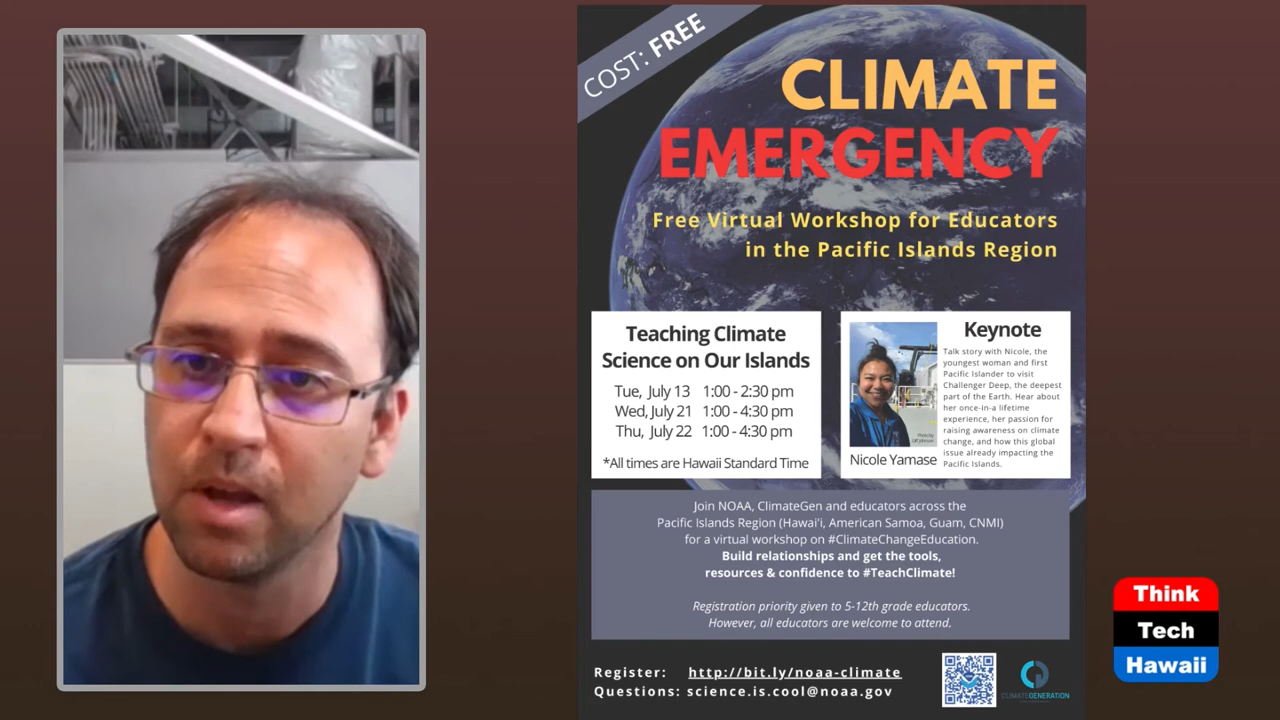 COST: FREE
CLIMATE
EMERGENCY
Free Virtual Workshop for Educators
in the Pacific Islands Region
Teaching Climate
Science on Our Islands
Tue, July 13 1:00 - 2:30 pm
Wed, July 21 1:00 - 4:30 pm
Thu, July 22 1:00 - 4:30 pm
*All times are Hawaii Standard Time
Keynote
Talk story with Nicole, the
youngest woman and first
Pacific Islander to visit
Challenger Deep, the deepest
part of the Earth. Hear about
her once-in-a lifetime
experience, her passion for
raising awareness on climate
change, and how this global
issue already impacting the
Pacific Islands.
Nicole Yamase
Join NOAA, ClimateGen and educators across the
Pacific Islands Region (Hawai'i, American Samoa, Guam, CNMI)
for a virtual workshop on #ClimateChangeEducation.
Build relationships and get the tools,
resources & confidence to #TeachClimate!
Registration priority given to 5-12th grade educators.
However, all educators are welcome to attend.
Register: http://bit.ly/noaa-climate
Questions: science.is.cool@noaa.gov
CLIMATEGENERATION
Think
Tech
Hawaii